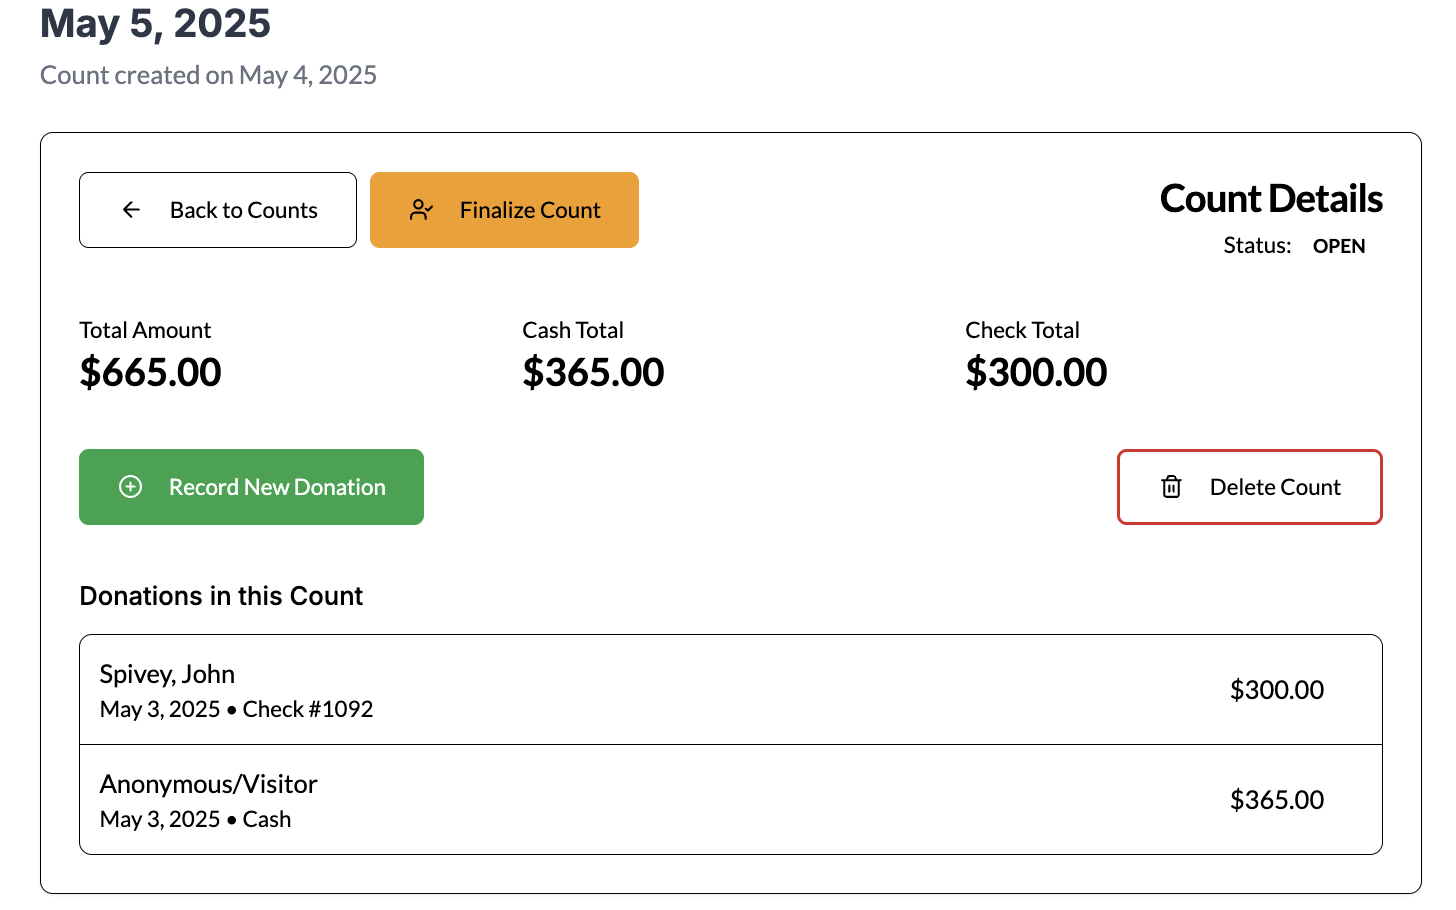 May 5, 2025
Count created on May 4, 2025
Back to Counts
Finalize Count
Count Details
Status: OPEN
Total Amount
$665.00
Cash Total
$365.00
Check Total
$300.00
Record New Donation
Delete Count
Donations in this Count
Spivey, John
May 3, 2025 • Check #1092
$300.00
Anonymous/Visitor
May 3, 2025 • Cash
$365.00